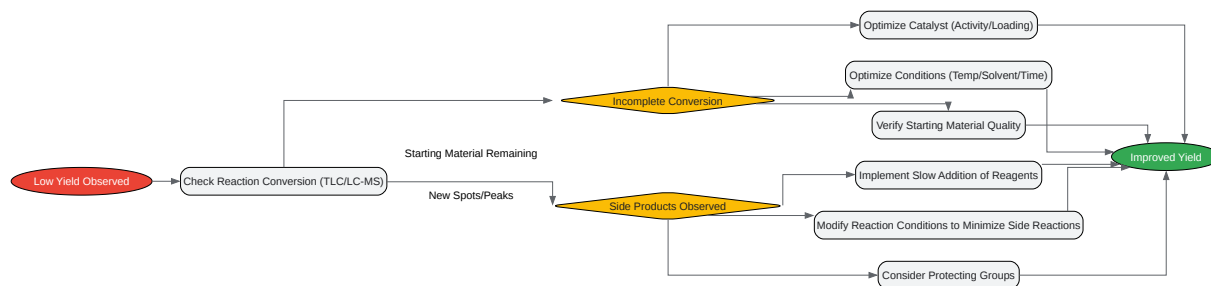 Low Yield Observed
Check Reaction Conversion (TLC/LC-MS)
Starting Material Remaining
New Spots/Peaks
Incomplete Conversion
Side Products Observed
Optimize Catalyst (Activity/Loading)
Optimize Conditions (Temp/Solvent/Time)
Verify Starting Material Quality
Implement Slow Addition of Reagents
Modify Reaction Conditions to Minimize Side Reactions
Consider Protecting Groups
Improved Yield